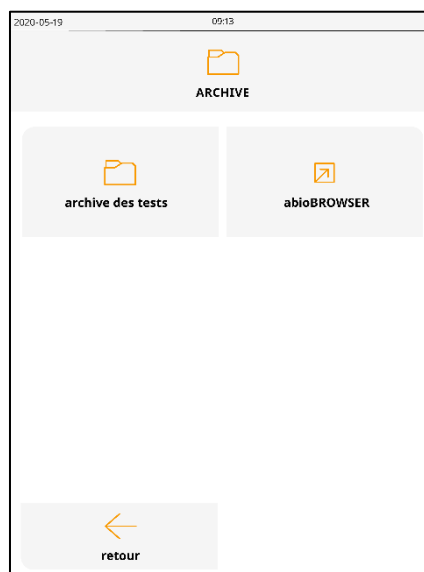 2020-05-19 09:13
ARCHIVE
archive des tests
abioBROWSER
retour